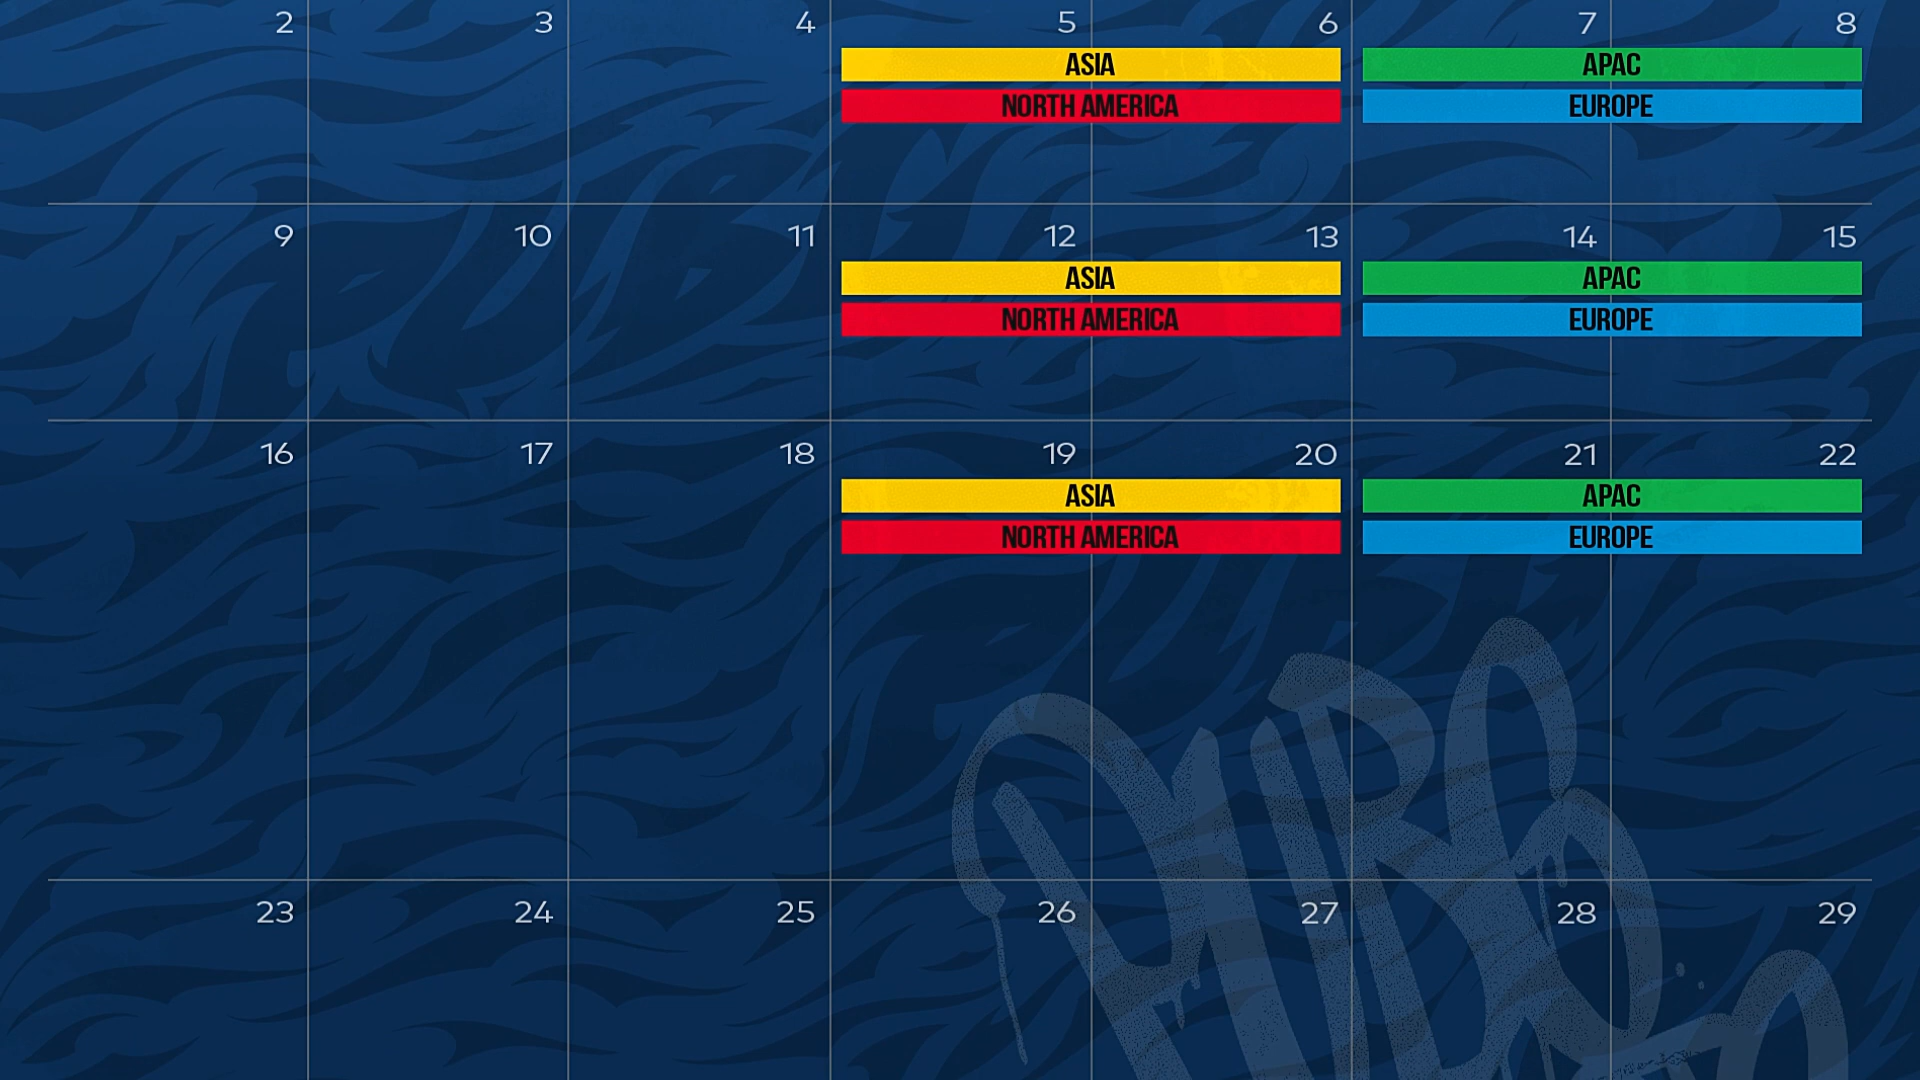 2 3 4 5 6 7 8
ASIA APAC
NORTH AMERICA EUROPE
9 10 11 12 13 14 15
ASIA APAC
NORTH AMERICA EUROPE
16 17 18 19 20 21 22
ASIA APAC
NORTH AMERICA EUROPE
23 24 25 26 27 28 29